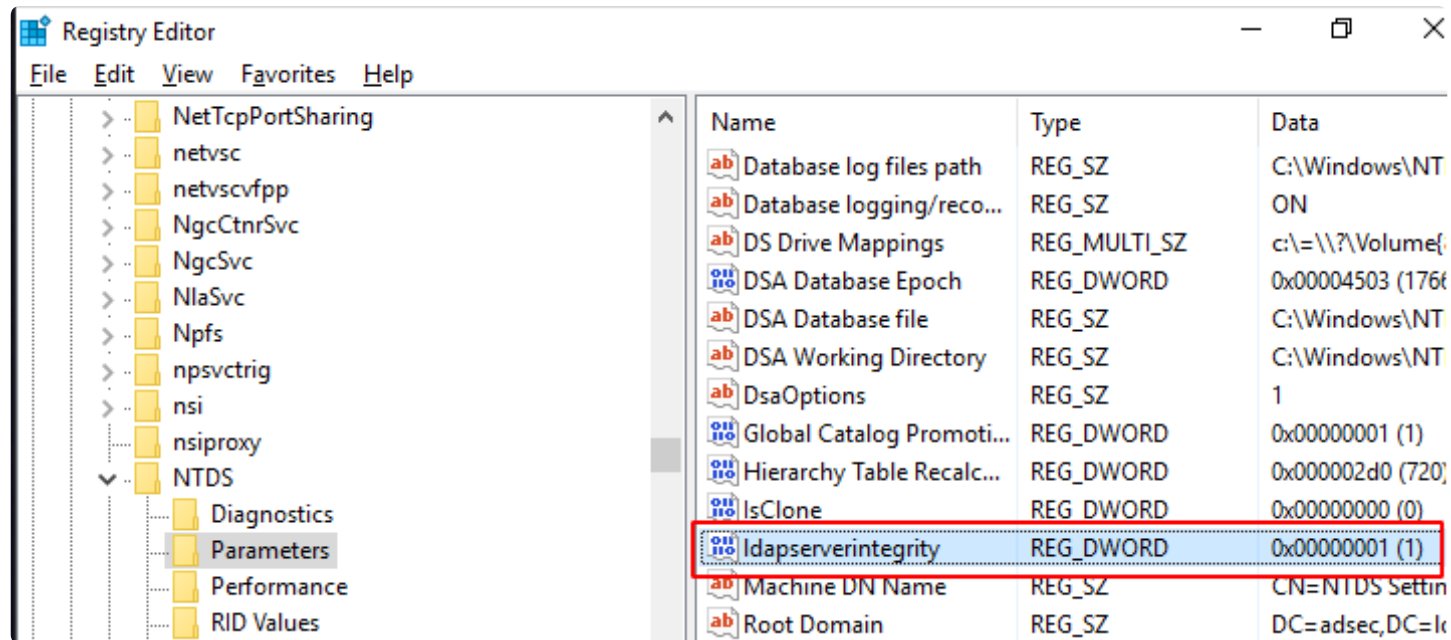 Registry Editor
File Edit View Favorites Help
NetTcpPortSharing
netvsc
netvscvfpp
NgcCtnrSvc
NgcSvc
NlaSvc
Npfs
npsvctrig
nsi
nsiproxy
NTDS
Diagnostics
Parameters
Performance
RID Values
Name Type Data
Database log files path REG_SZ C:\Windows\NT
Database logging/reco... REG_SZ ON
DS Drive Mappings REG_MULTI_SZ c:\=\\?\Volume{
DSA Database Epoch REG_DWORD 0x00004503 (1766
DSA Database file REG_SZ C:\Windows\NT
DSA Working Directory REG_SZ C:\Windows\NT
DsaOptions REG_SZ 1
Global Catalog Promoti... REG_DWORD 0x00000001 (1)
Hierarchy Table Recalc... REG_DWORD 0x000002d0 (720)
IsClone REG_DWORD 0x00000000 (0)
ldapserverintegrity REG_DWORD 0x00000001 (1)
Machine DN Name REG_SZ CN=NTDS Settin
Root Domain REG_SZ DC=adsec,DC=lo